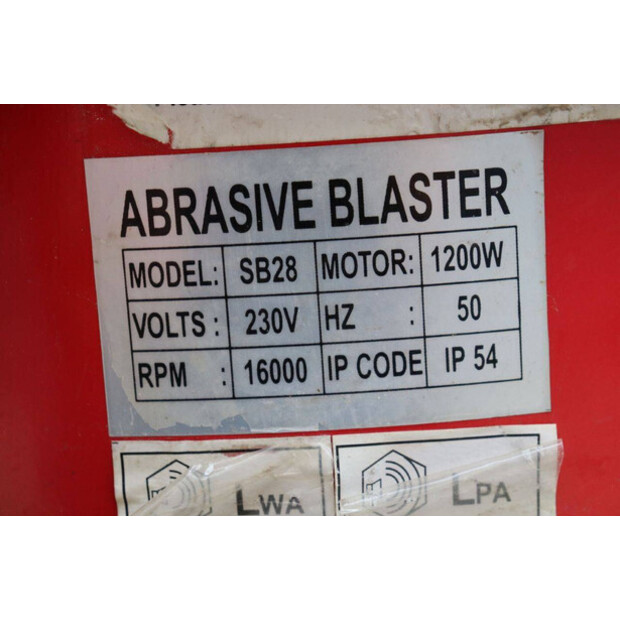 ABRASIVE BLASTER
MODEL: SB28 MOTOR: 1200W
VOLTS : 230V HZ : 50
RPM : 16000 IP CODE IP 54
LWA LPA